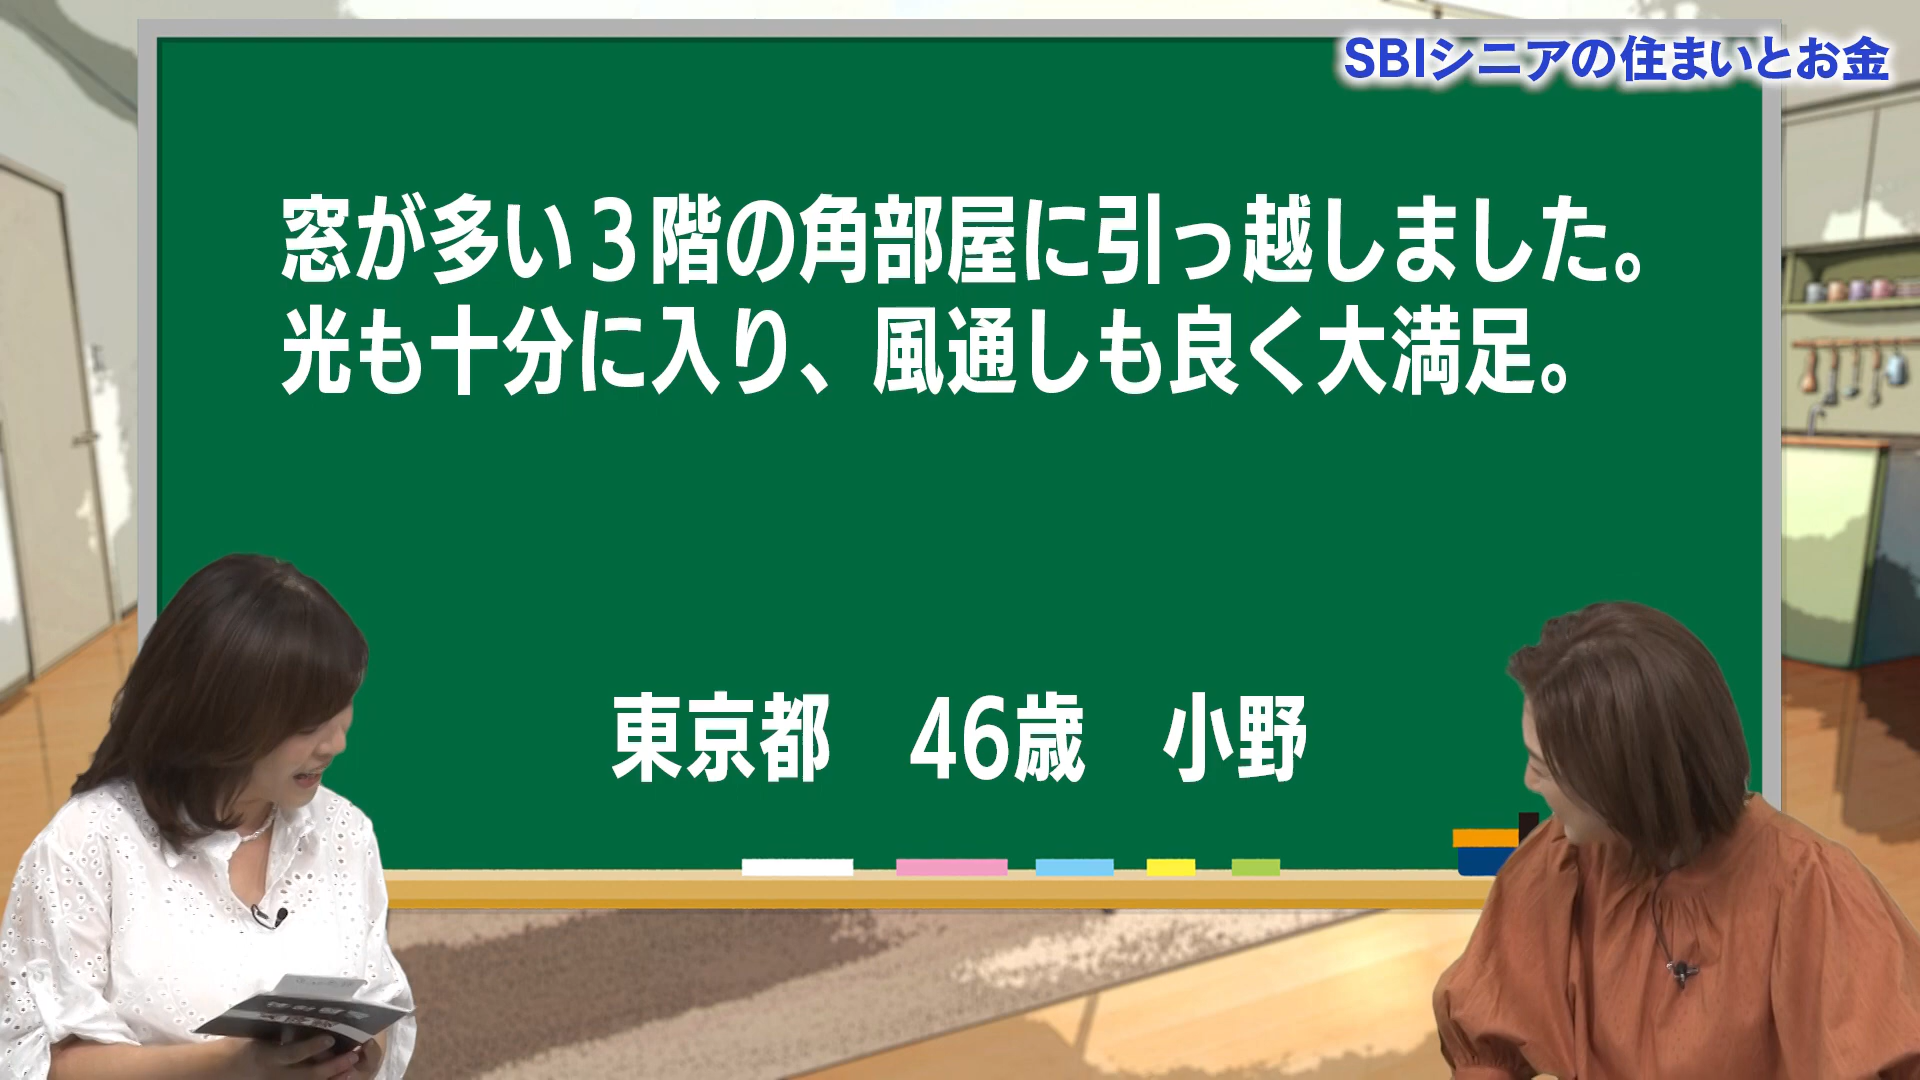 SBIシニアの住まいとお金
窓が多い３階の角部屋に引っ越しました。
光も十分に入り、風通しも良く大満足。
東京都　46歳　小野